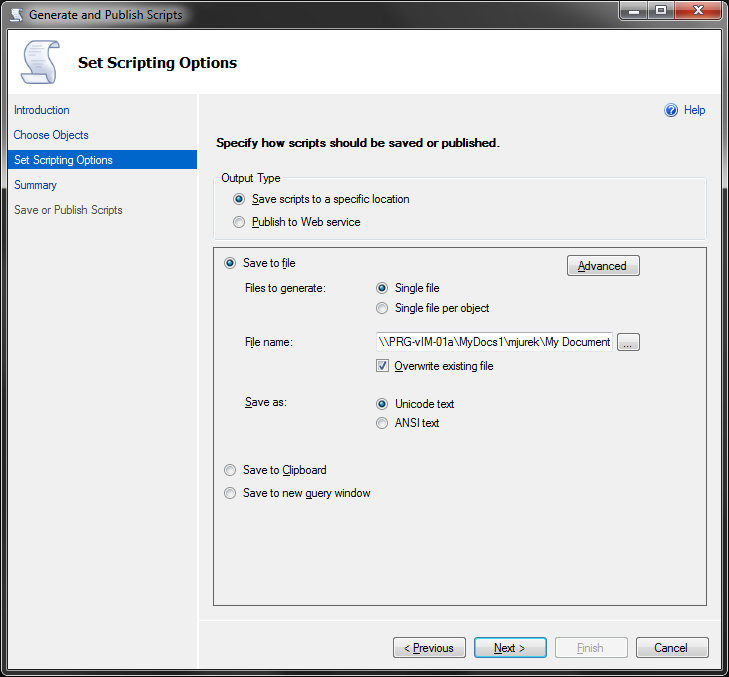 Generate and Publish Scripts
Set Scripting Options
Introduction
Choose Objects
Set Scripting Options
Summary
Save or Publish Scripts
Help
Specify how scripts should be saved or published.
Output Type
Save scripts to a specific location
Publish to Web service
Save to file
Advanced
Files to generate:
Single file
Single file per object
File name:
\\PRG-vIM-01a\MyDocs1\mjurek\My Document
...
Overwrite existing file
Save as:
Unicode text
ANSI text
Save to Clipboard
Save to new query window
< Previous
Next >
Finish
Cancel